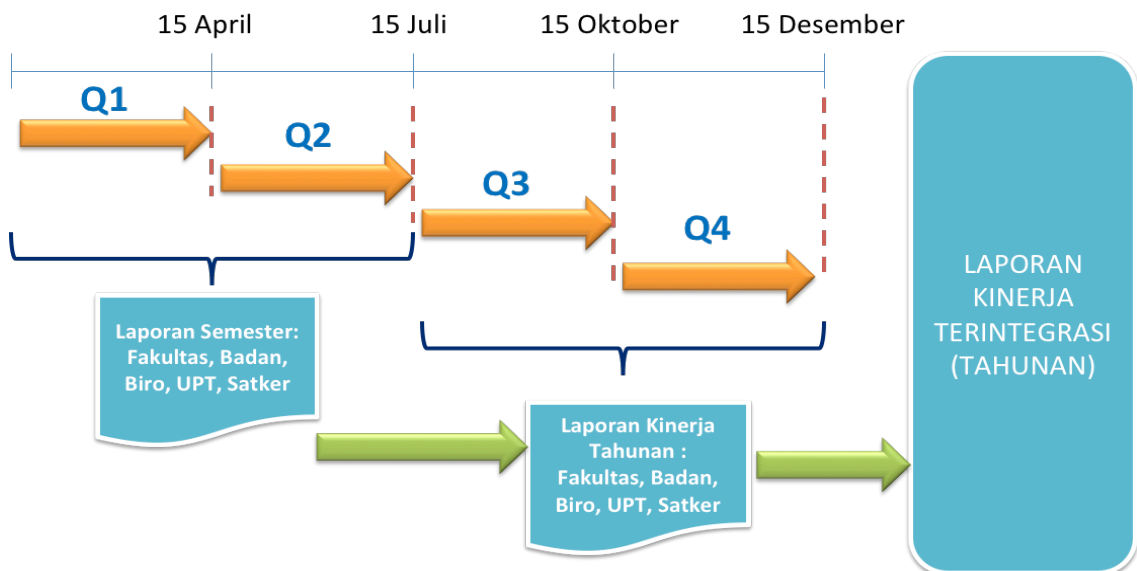 15 April
15 Juli
15 Oktober
15 Desember
Q1
Q2
Q3
Q4
Laporan Semester:
Fakultas, Badan,
Biro, UPT, Satker
Laporan Kinerja
Tahunan :
Fakultas, Badan,
Biro, UPT, Satker
LAPORAN
KINERJA
TERINTEGRASI
(TAHUNAN)